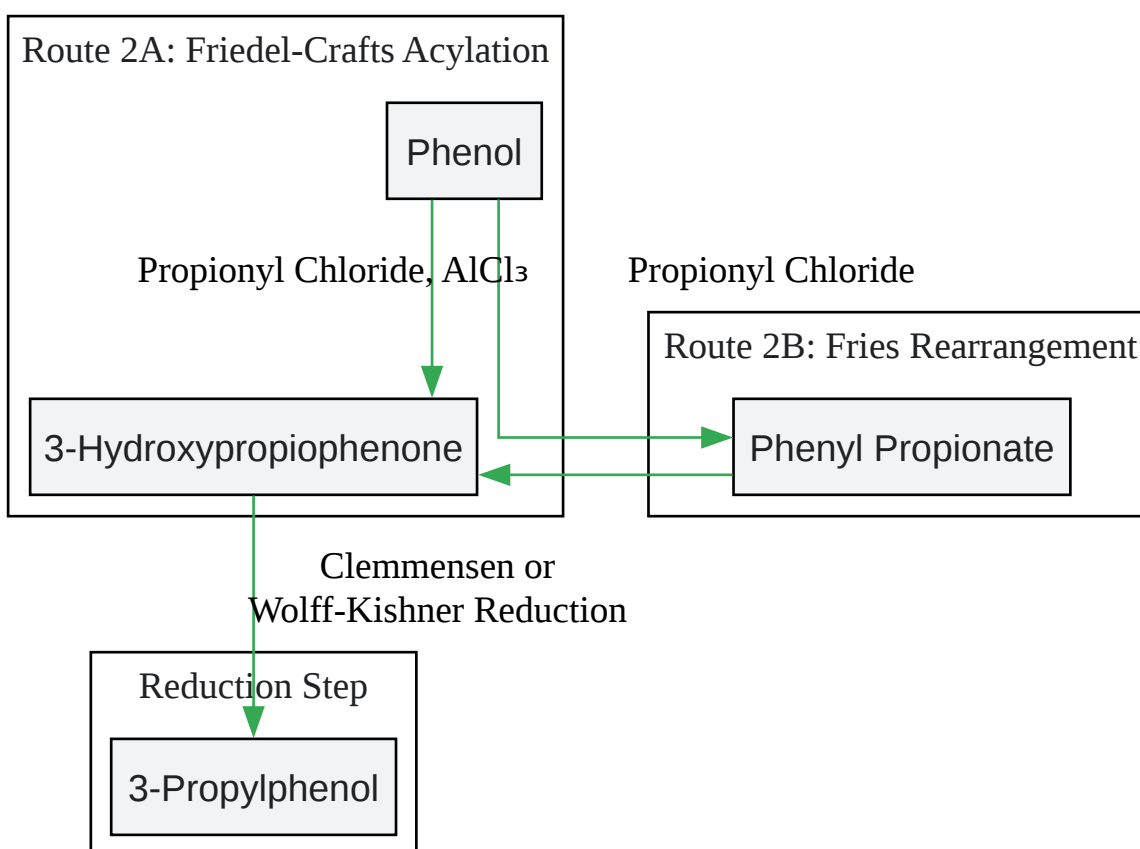 Route 2A: Friedel-Crafts Acylation
Phenol
Propionyl Chloride, AlCl₃
Propionyl Chloride
Route 2B: Fries Rearrangement
3-Hydroxypropiophenone
Phenyl Propionate
Clemmensen or
Wolff-Kishner Reduction
Reduction Step
3-Propylphenol